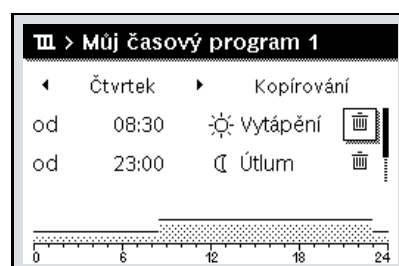 > Můj časový program 1
Čtvrtek Kopírování
od 08:30 Vytápění
od 23:00 Útlum
0 6 12 18 24